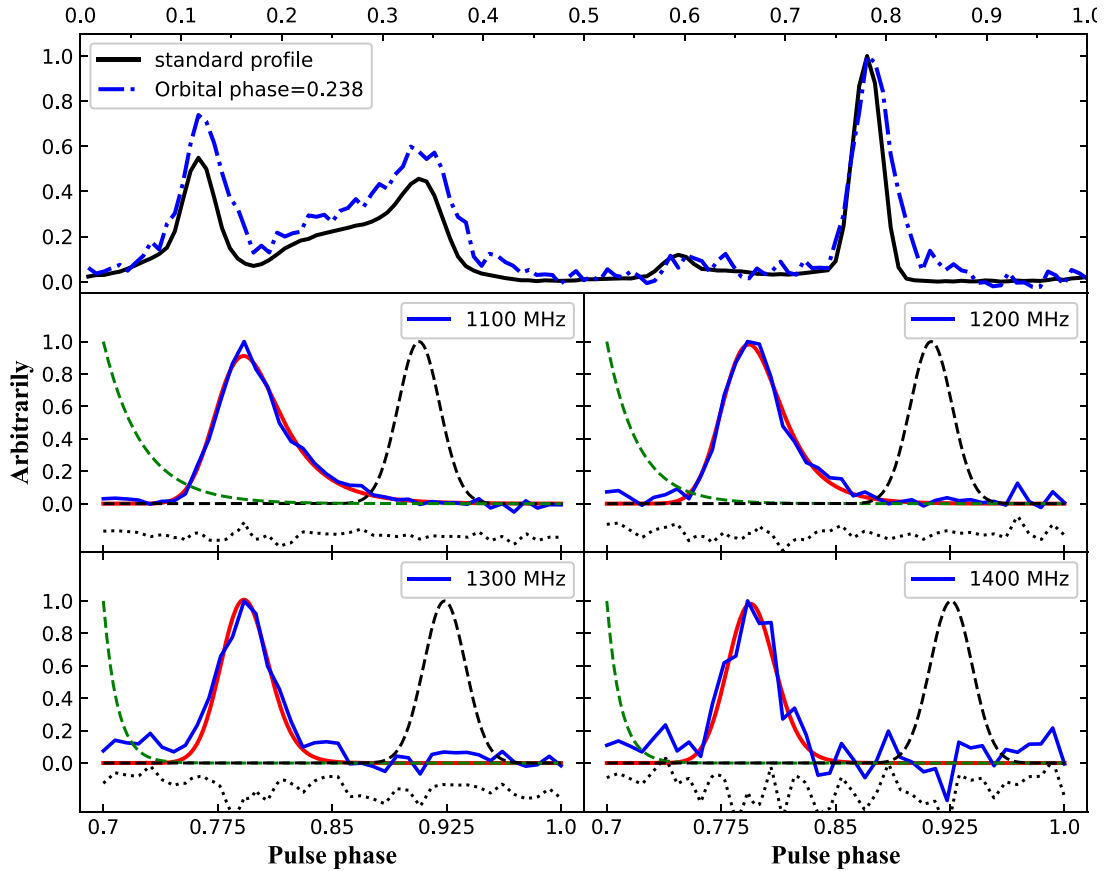 0.0 0.1 0.2 0.3 0.4 0.5 0.6 0.7 0.8 0.9 1.0
1.0
0.8
0.6
0.4
0.2
0.0
standard profile
Orbital phase=0.238
Arbitrarily
1.0
0.8
0.6
0.4
0.2
0.0
1100 MHz
1200 MHz
1.0
0.8
0.6
0.4
0.2
0.0
1300 MHz
1400 MHz
0.7 0.775 0.85 0.925 1.0
0.7 0.775 0.85 0.925 1.0
Pulse phase
Pulse phase